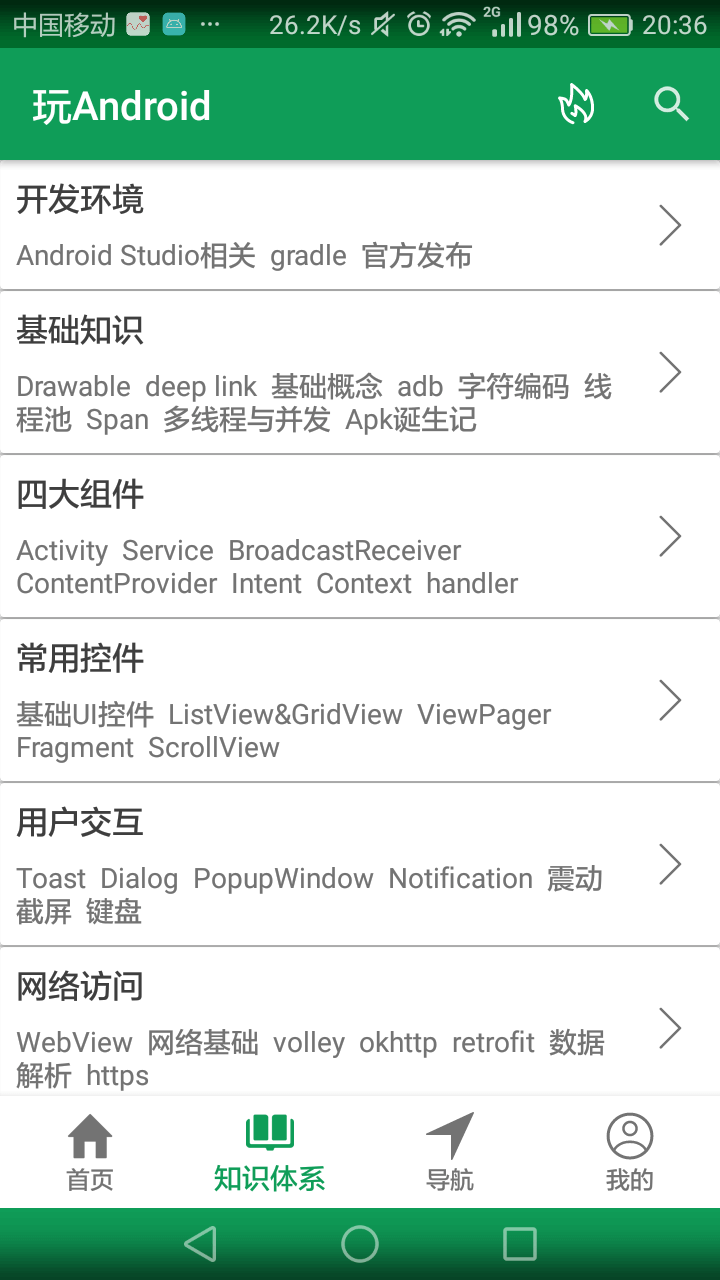 中国移动 ... 26.2K/s 2G 98% 20:36
玩Android
开发环境
Android Studio相关 gradle 官方发布
基础知识
Drawable deep link 基础概念 adb 字符编码 线
程池 Span 多线程与并发 Apk诞生记
四大组件
Activity Service BroadcastReceiver
ContentProvider Intent Context handler
常用控件
基础UI控件 ListView&GridView ViewPager
Fragment ScrollView
用户交互
Toast Dialog PopupWindow Notification 震动
截屏 键盘
网络访问
WebView 网络基础 volley okhttp retrofit 数据
解析 https
首页 知识体系 导航 我的